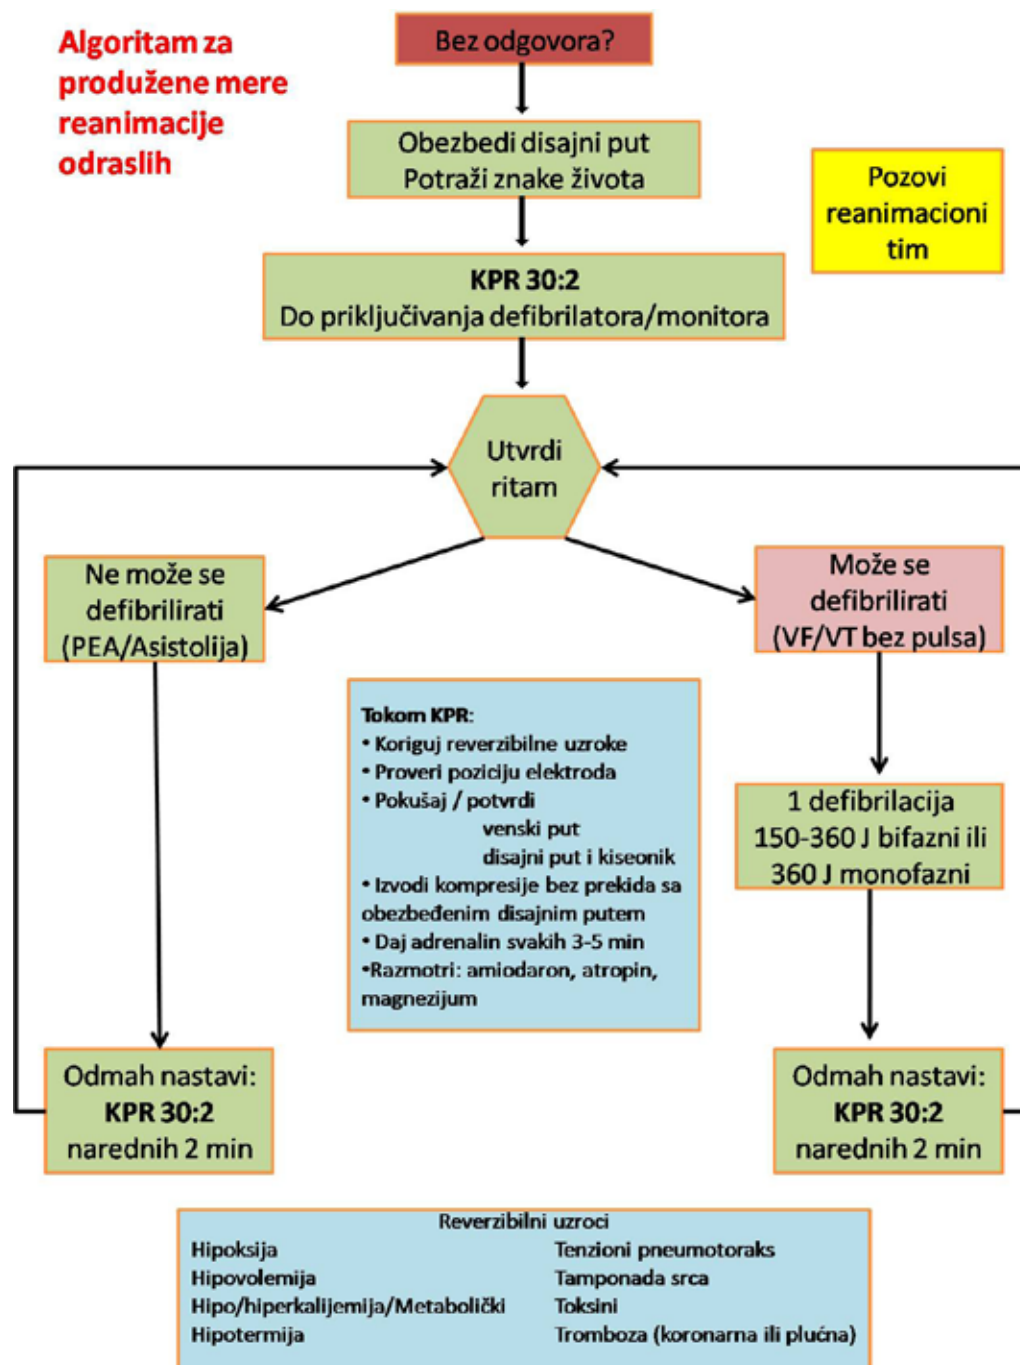 Algoritam za
produžene mere
reanimacije
odraslih
Bez odgovora?
Obezbedi disajni put
Potraži znake života
Pozovi
reanimacioni
tim
KPR 30:2
Do priključivanja defibrilatora/monitora
Utvrdi
ritam
Ne može se
defibrilirati
(PEA/Asistolija)
Može se
defibrilirati
(VF/VT bez pulsa)
Tokom KPR:
• Koriguj reverzibilne uzroke
• Proveri poziciju elektroda
• Pokušaj / potvrdi
venski put
disajni put i kiseonik
• Izvodi kompresije bez prekida sa
obezbeđenim disajnim putem
• Daj adrenalin svakih 3-5 min
•Razmotri: amiodaron, atropin,
magnezijum
1 defibrilacija
150-360 J bifazni ili
360 J monofazni
Odmah nastavi:
KPR 30:2
narednih 2 min
Odmah nastavi:
KPR 30:2
narednih 2 min
Reverzibilni uzroci
Hipoksija Tenzioni pneumotoraks
Hipovolemija Tamponada srca
Hipo/hiperkalijemija/Metabolički Toksini
Hipotermija Tromboza (koronarna ili plućna)